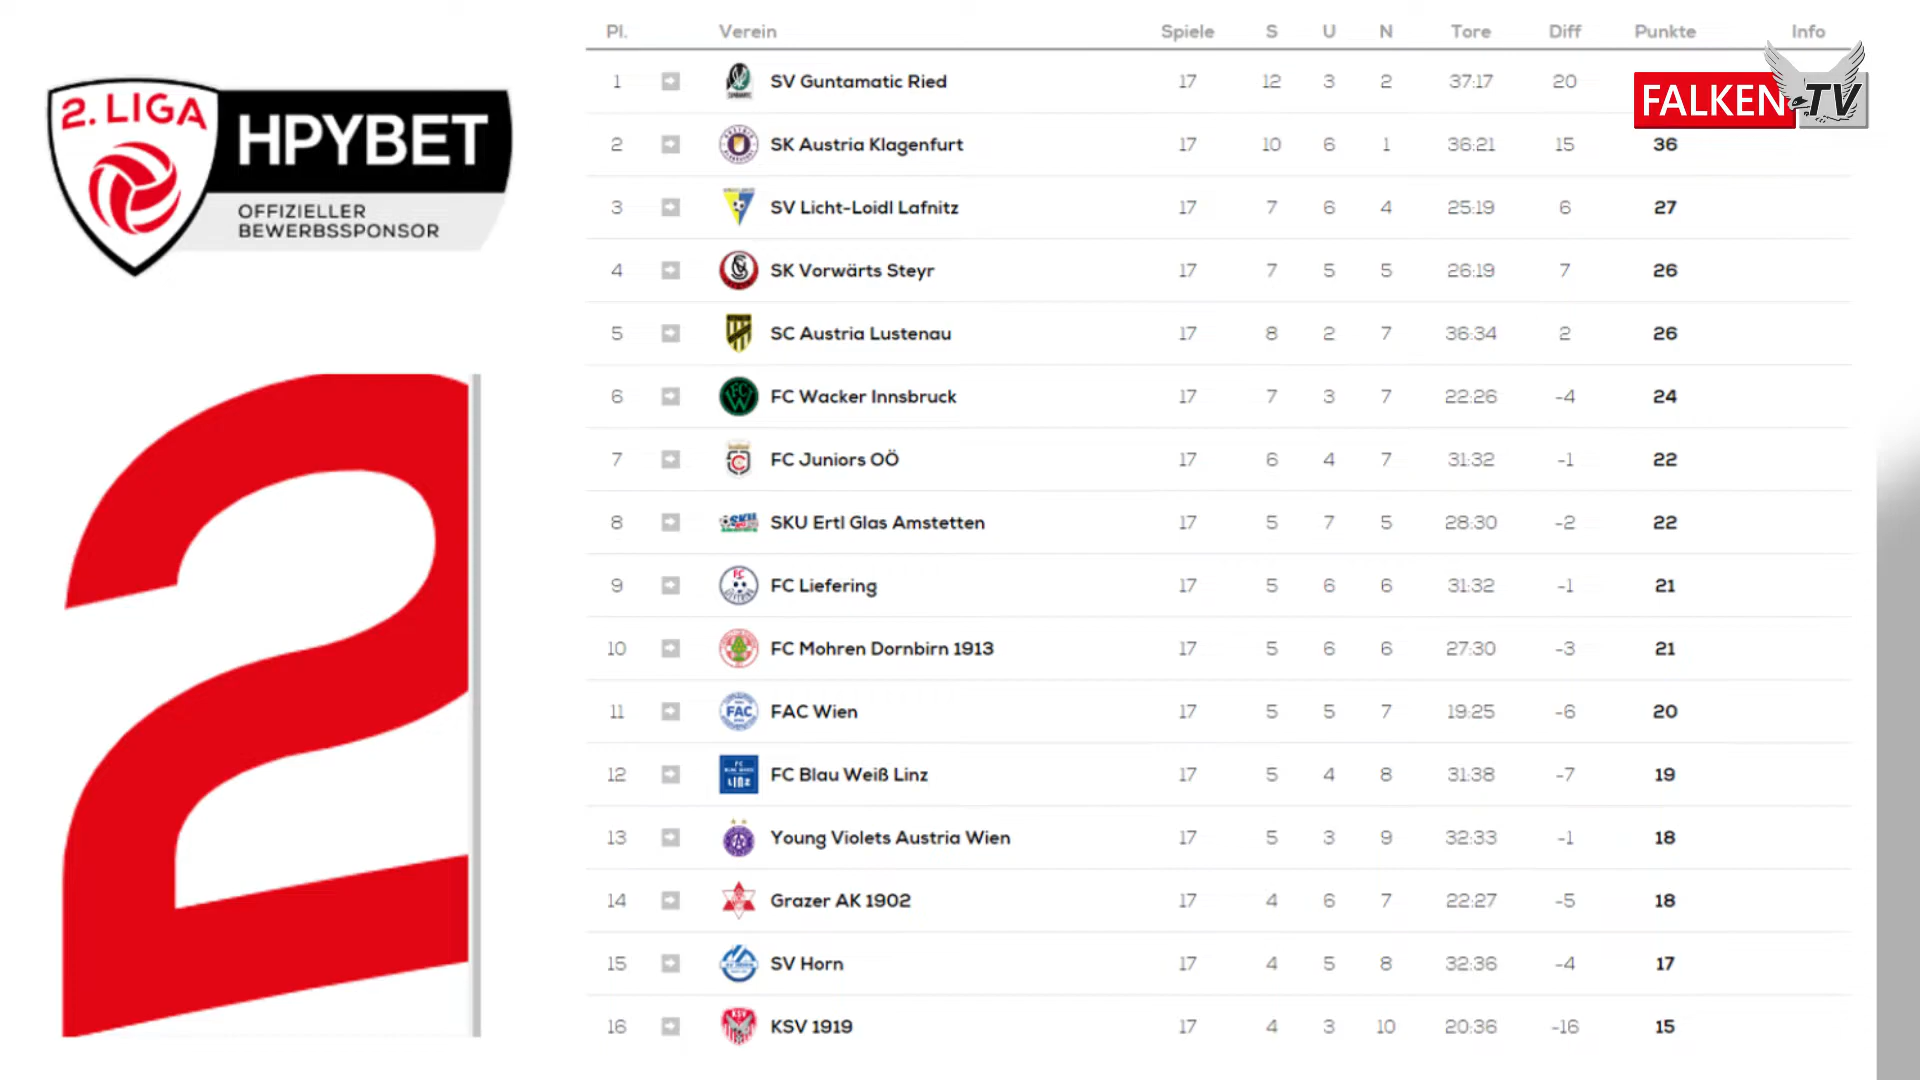 Pl. Verein Spiele S U N Tore Diff Punkte Info
1 SV Guntamatic Ried 17 12 3 2 37:17 20
2 SK Austria Klagenfurt 17 10 6 1 36:21 15 36
3 SV Licht-Loidl Lafnitz 17 7 6 4 25:19 6 27
4 SK Vorwärts Steyr 17 7 5 5 26:19 7 26
5 SC Austria Lustenau 17 8 2 7 36:34 2 26
6 FC Wacker Innsbruck 17 7 3 7 22:26 -4 24
7 FC Juniors OÖ 17 6 4 7 31:32 -1 22
8 SKU Ertl Glas Amstetten 17 5 7 5 28:30 -2 22
9 FC Liefering 17 5 6 6 31:32 -1 21
10 FC Mohren Dornbirn 1913 17 5 6 6 27:30 -3 21
11 FAC Wien 17 5 5 7 19:25 -6 20
12 FC Blau Weiß Linz 17 5 4 8 31:38 -7 19
13 Young Violets Austria Wien 17 5 3 9 32:33 -1 18
14 Grazer AK 1902 17 4 6 7 22:27 -5 18
15 SV Horn 17 4 5 8 32:36 -4 17
16 KSV 1919 17 4 3 10 20:36 -16 15
2. LIGA
HPYBET
OFFIZIELLER
BEWERBSSPONSOR
2
FALKEN TV
FCW
SKU
FC
FAC
FC
LINZ
KSV